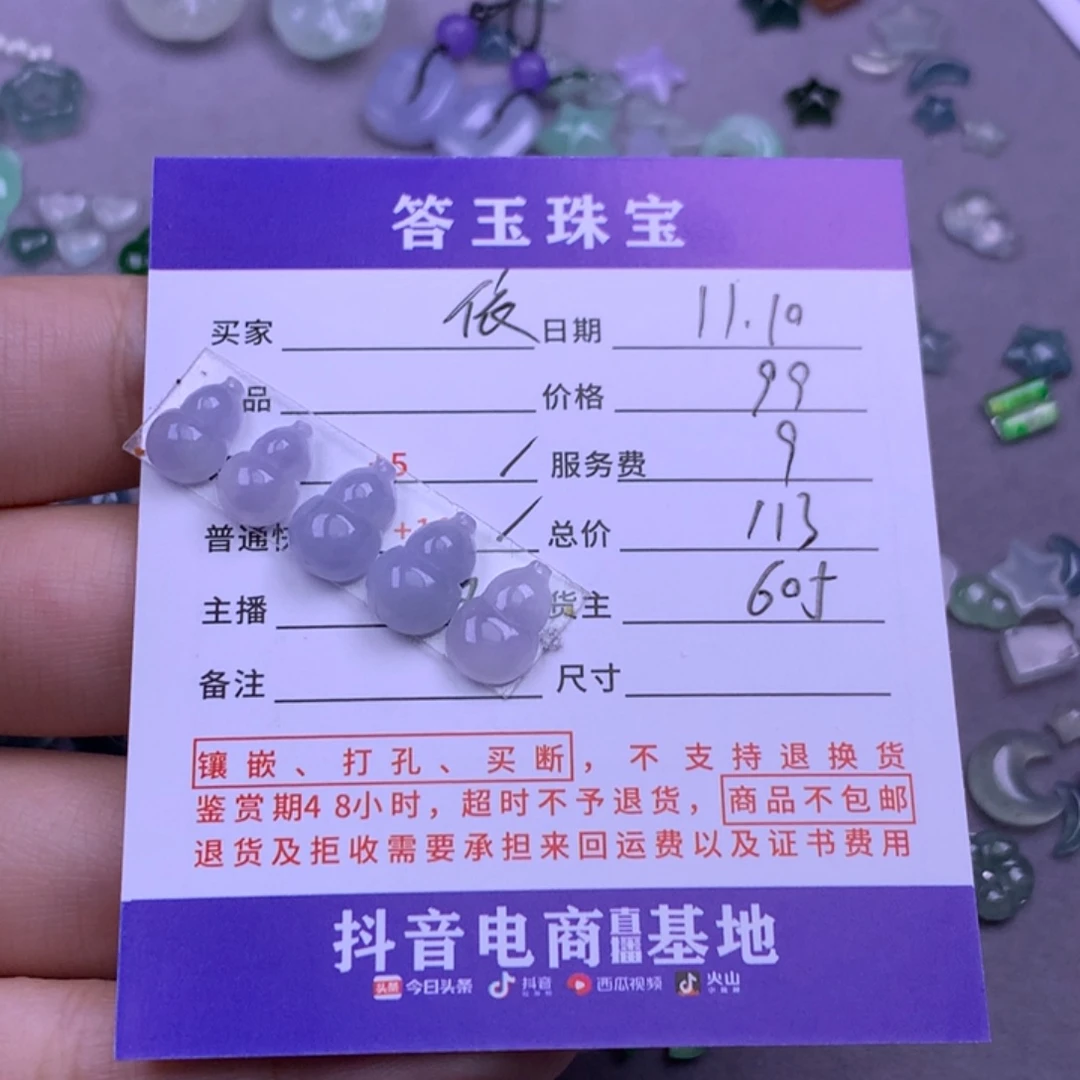 答玉珠宝
买家 依 日期 11.10
品 价格 99
5 / 服务费 9
普通快 +1 / 总价 113
主播 货主
备注 尺寸
镶嵌、打孔、买断,不支持退换货
鉴赏期48小时,超时不予退货,商品不包邮
退货及拒收需要承担来回运费以及证书费用
抖音电商直播基地
头条 今日头条 抖音 西瓜视频 火山